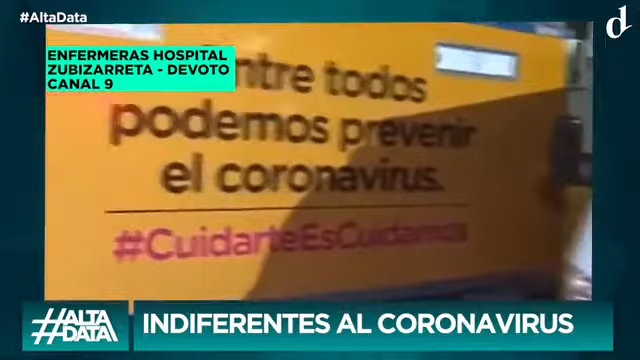 #AltaData
d
ENFERMERAS HOSPITAL
ZUBIZARRETA - DEVOTO
CANAL 9
ntre todos
podemos prevenir
el coronavirus.
#CuidarteEsCuidarnos
#ALTA
DATA
INDIFERENTES AL CORONAVIRUS